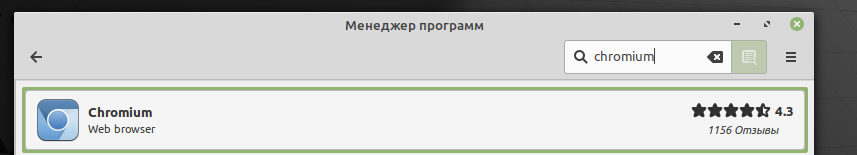 Менеджер программ
chromium
Chromium
4.3
Web browser
1156 Отзывы